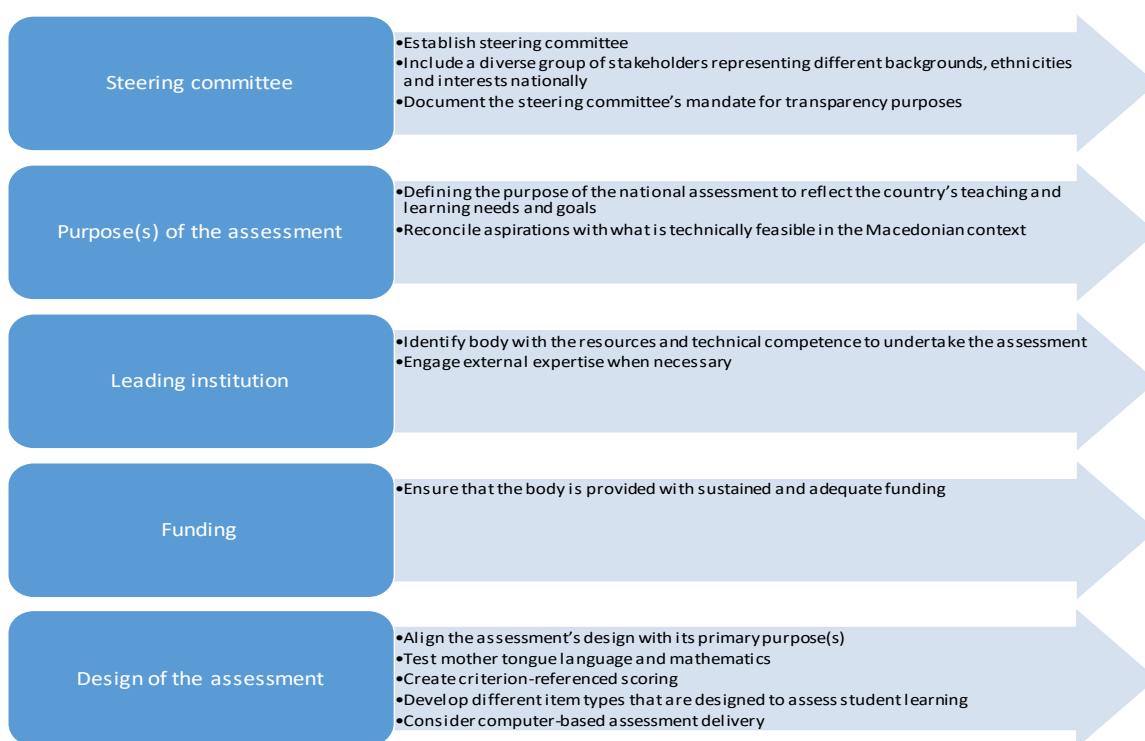 Steering committee
•Establish steering committee
•Include a diverse group of stakeholders representing different backgrounds, ethnicities
and interests nationally
•Document the steering committee's mandate for transparency purposes
Purpose(s) of the assessment
•Defining the purpose of the national assessment to reflect the country's teaching and
learning needs and goals
•Reconcile aspirations with what is technically feasible in the Macedonian context
Leading institution
•Identify body with the resources and technical competence to undertake the assessment
•Engage external expertise when necessary
Funding
•Ensure that the body is provided with sustained and adequate funding
Design of the assessment
•Align the assessment's design with its primary purpose(s)
•Test mother tongue language and mathematics
•Create criterion-referenced scoring
•Develop different item types that are designed to assess student learning
•Consider computer-based assessment delivery